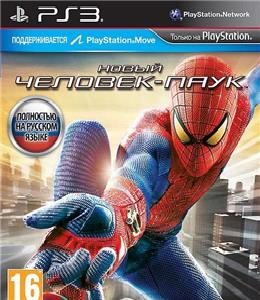 PS3
PlayStation®Network
ПОДДЕРЖИВАЕТСЯ PlayStation®Move
Только на PlayStation®
НОВЫЙ
ЧЕЛОВЕК-ПАУК
ПОЛНОСТЬЮ
НА РУССКОМ
ЯЗЫКЕ
16